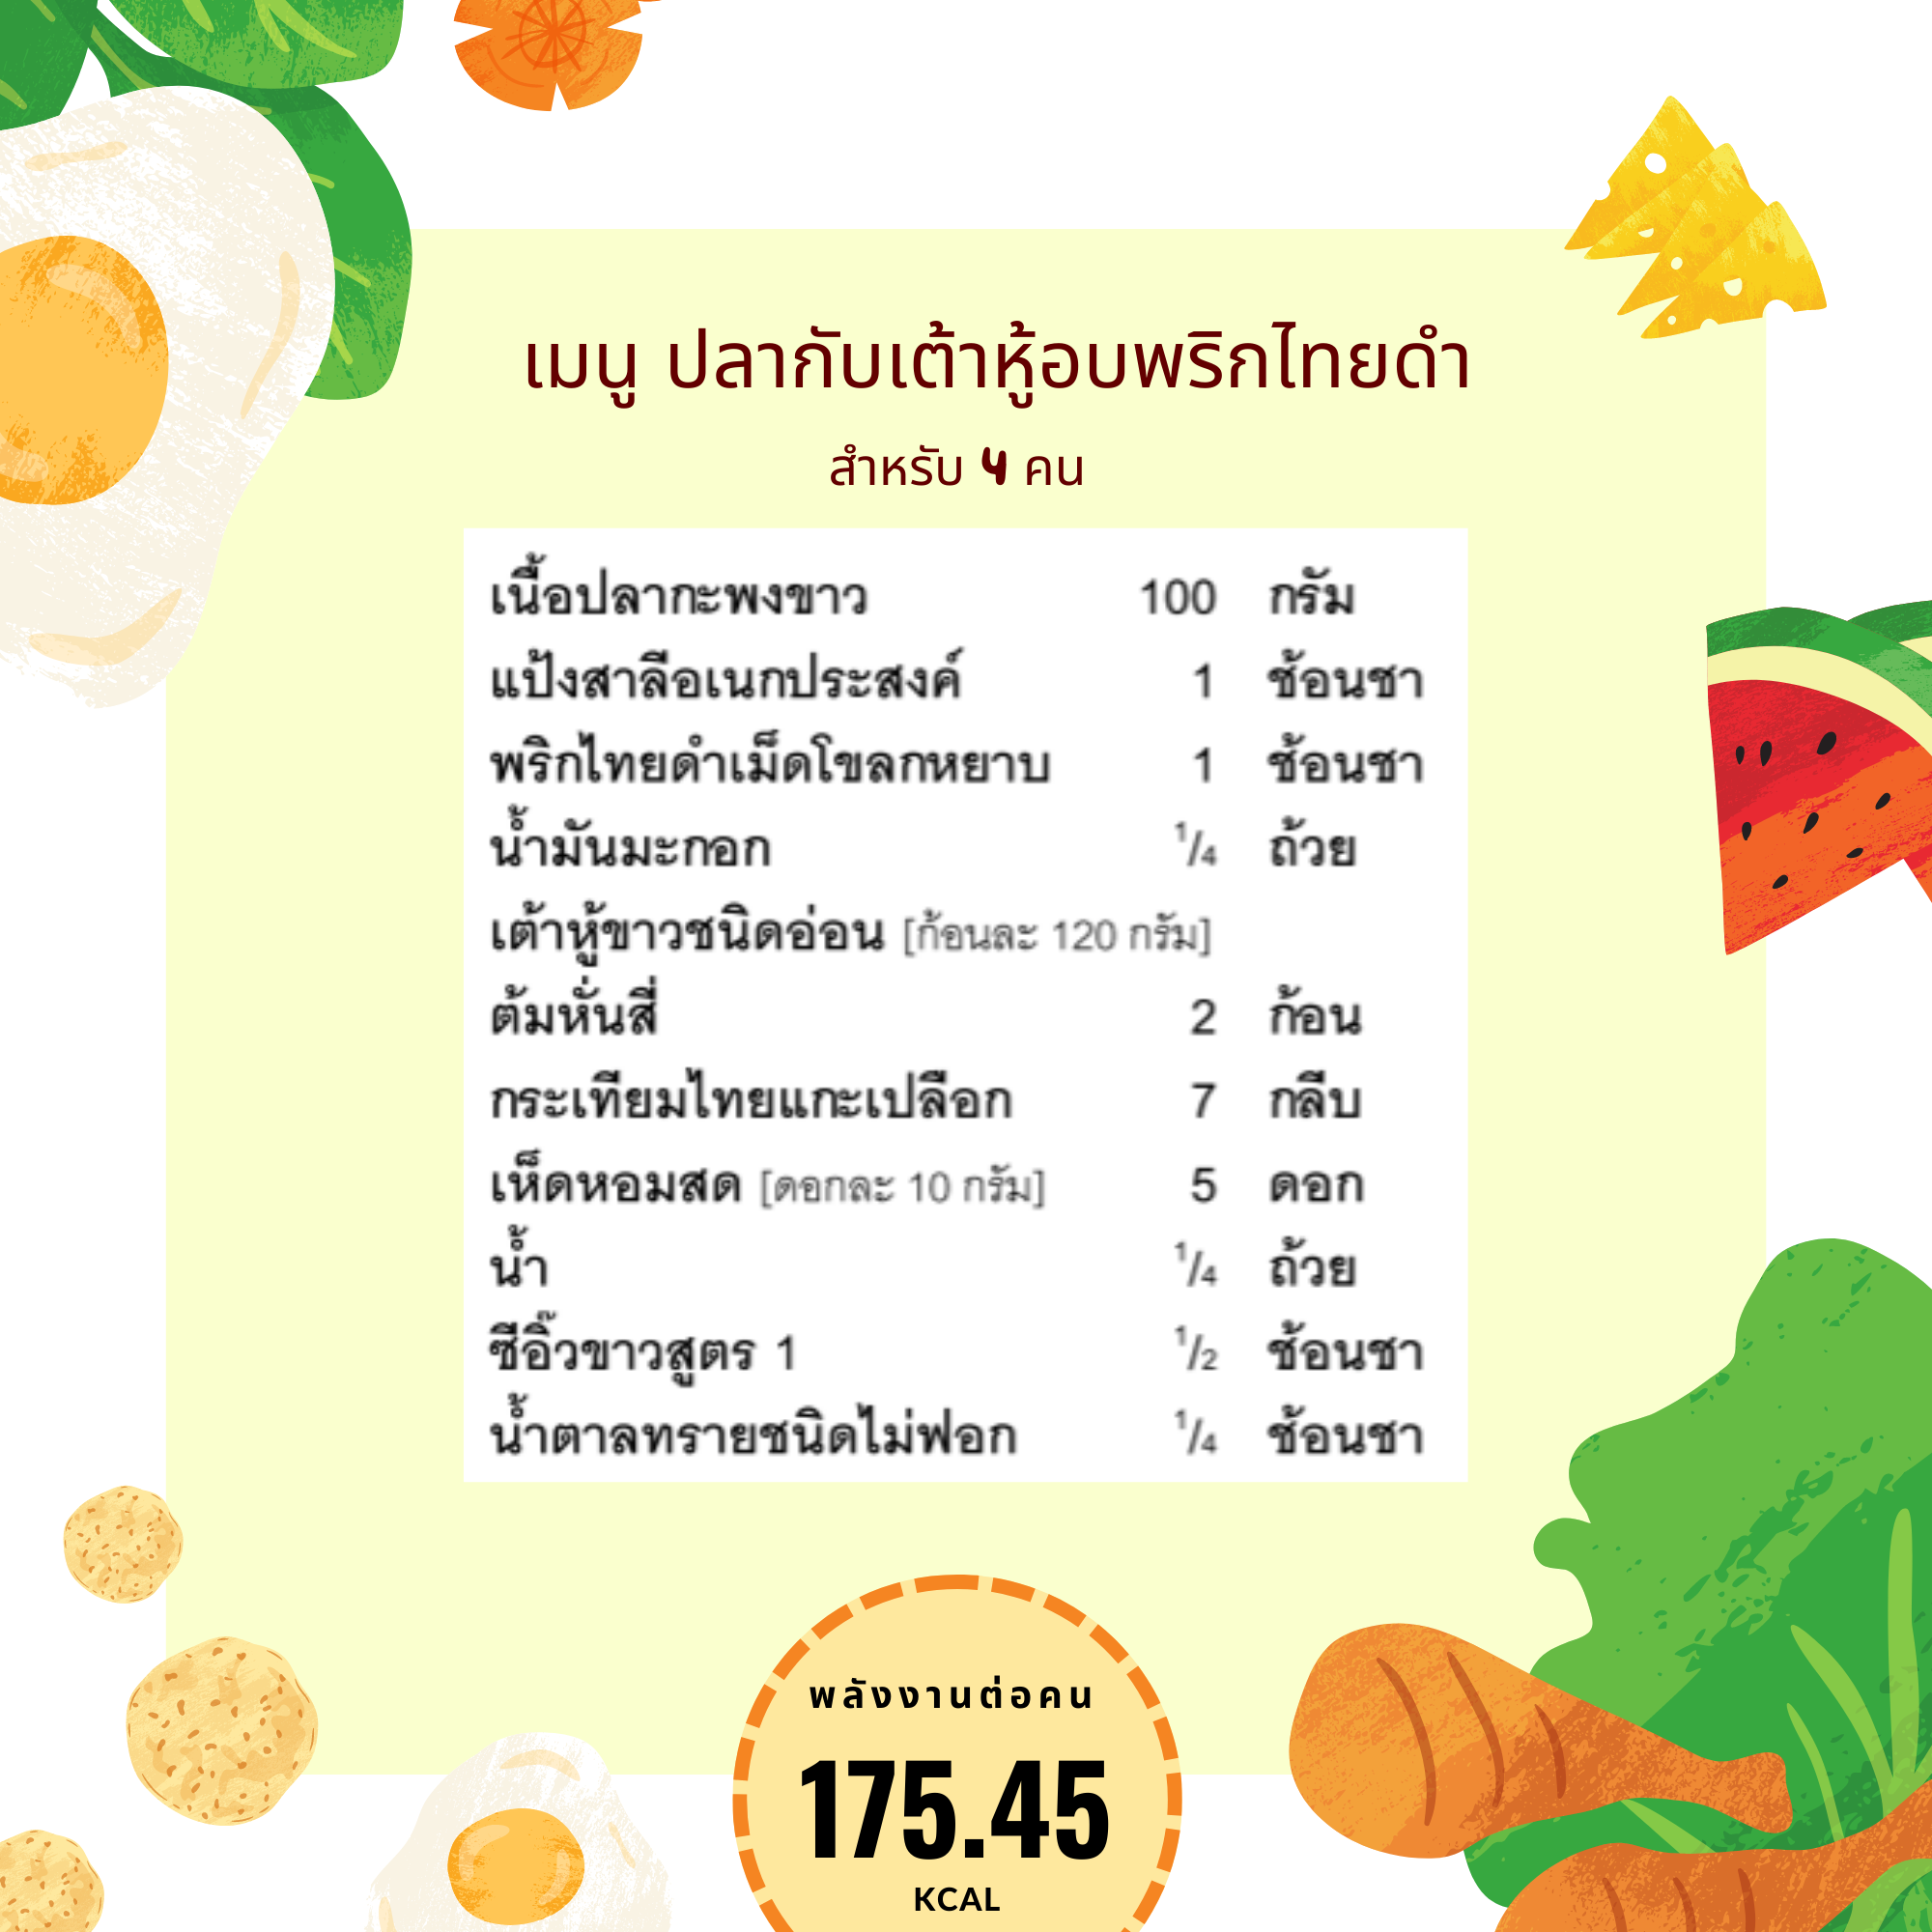 เมนู ปลากับเต้าหู้อบพริกไทยดำ
สำหรับ 4 คน
เนื้อปลากะพงขาว 100 กรัม
แป้งสาลีอเนกประสงค์ 1 ช้อนชา
พริกไทยดำเม็ดโขลกหยาบ 1 ช้อนชา
น้ำมันมะกอก 1/4 ถ้วย
เต้าหู้ขาวชนิดอ่อน [ก้อนละ 120 กรัม]
ต้มหั่นสี่ 2 ก้อน
กระเทียมไทยแกะเปลือก 7 กลีบ
เห็ดหอมสด [ดอกละ 10 กรัม] 5 ดอก
น้ำ 1/4 ถ้วย
ซีอิ๊วขาวสูตร 1 1/2 ช้อนชา
น้ำตาลทรายชนิดไม่ฟอก 1/4 ช้อนชา
พลังงานต่อคน
175.45
KCAL